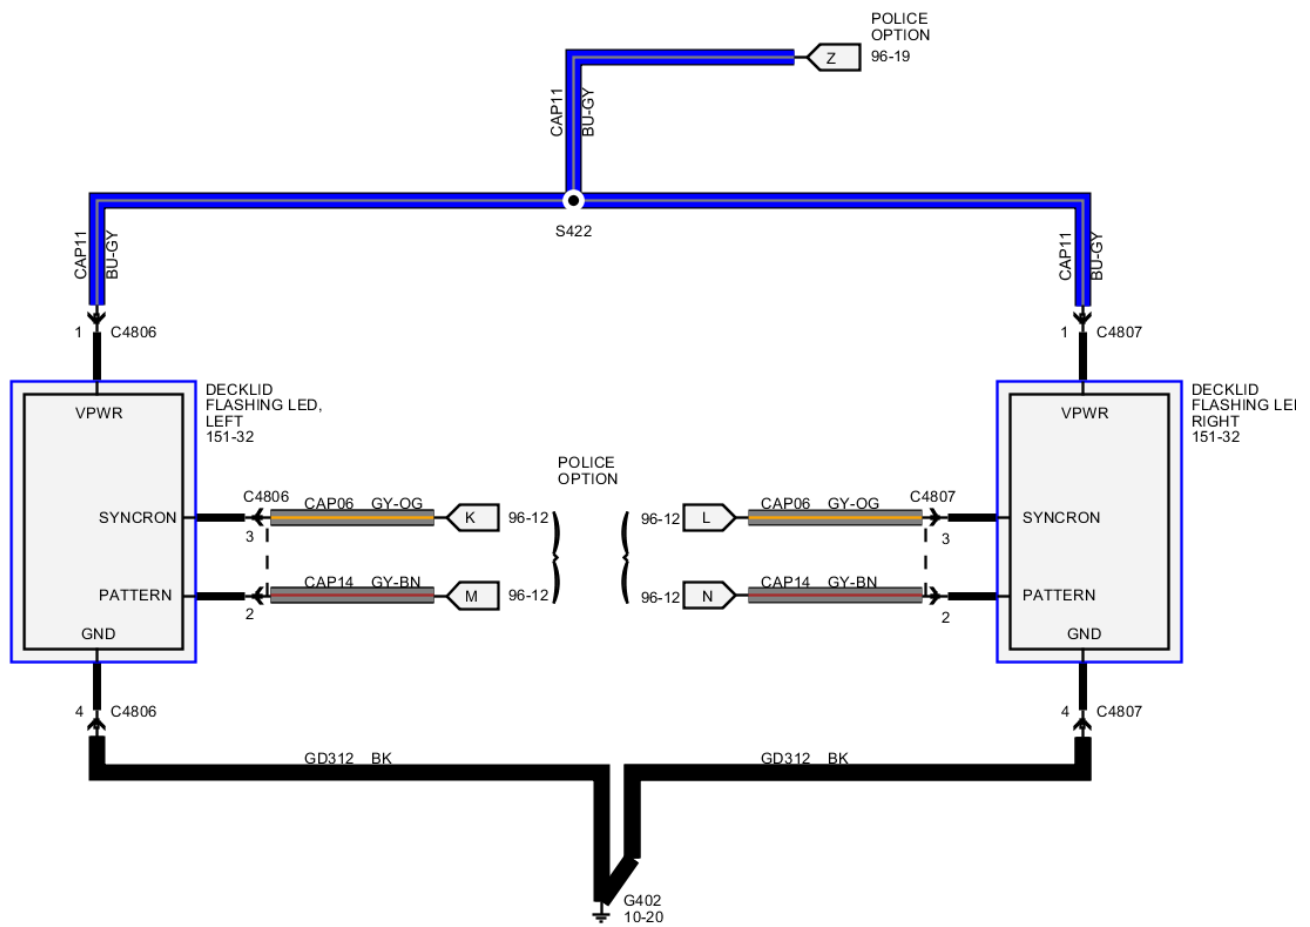 POLICE
OPTION
Z
96-19
CAP11
BU-GY
S422
CAP11
BU-GY
CAP11
BU-GY
1
C4806
1
C4807
DECKLID
FLASHING LED,
LEFT
151-32
VPWR
DECKLID
FLASHING LE
RIGHT
151-32
VPWR
POLICE
OPTION
C4806
CAP06 GY-OG
SYNCRON
3
K
96-12
96-12
L
CAP06 GY-OG
C4807
3
SYNCRON
CAP14 GY-BN
PATTERN
2
M
96-12
96-12
N
CAP14 GY-BN
2
PATTERN
GND
GND
4
C4806
4
C4807
GD312 BK
GD312 BK
G402
10-20